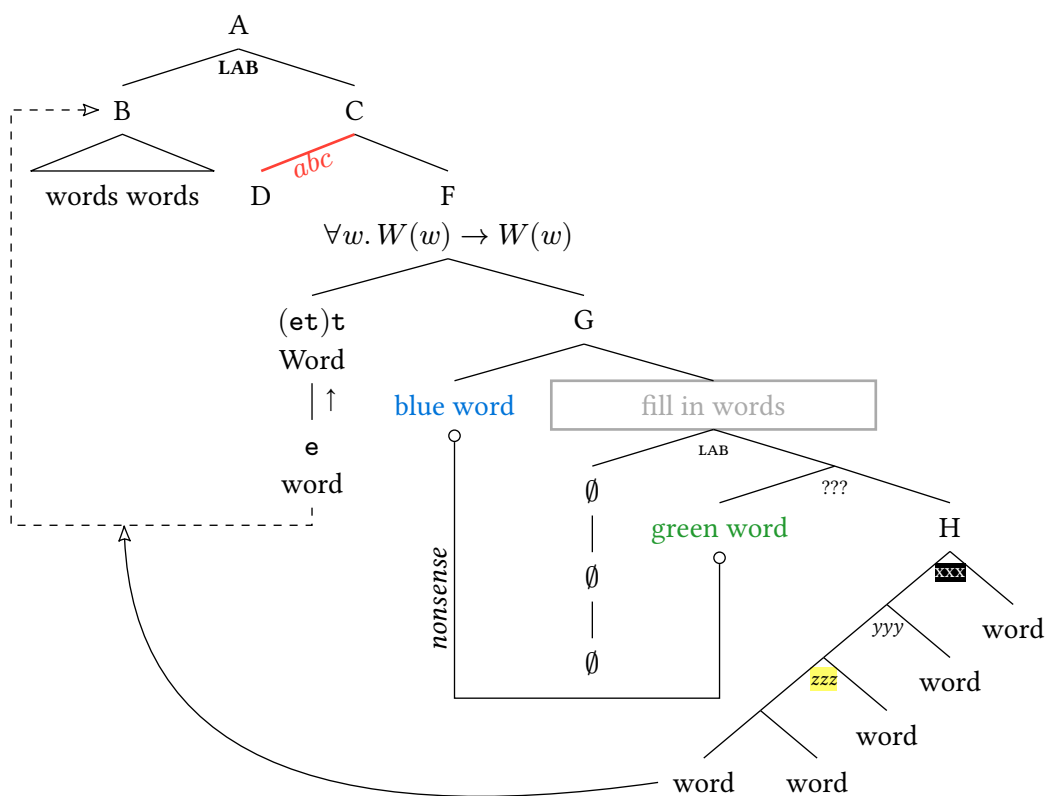 A
LAB
B
C
abc
words words
D
F
∀w. W(w) → W(w)
(et)t
G
Word
↑
blue word
fill in words
e
LAB
word
∅
???
green word
H
nonsense
∅
xxx
yyy
word
∅
zzz
word
word
word
word